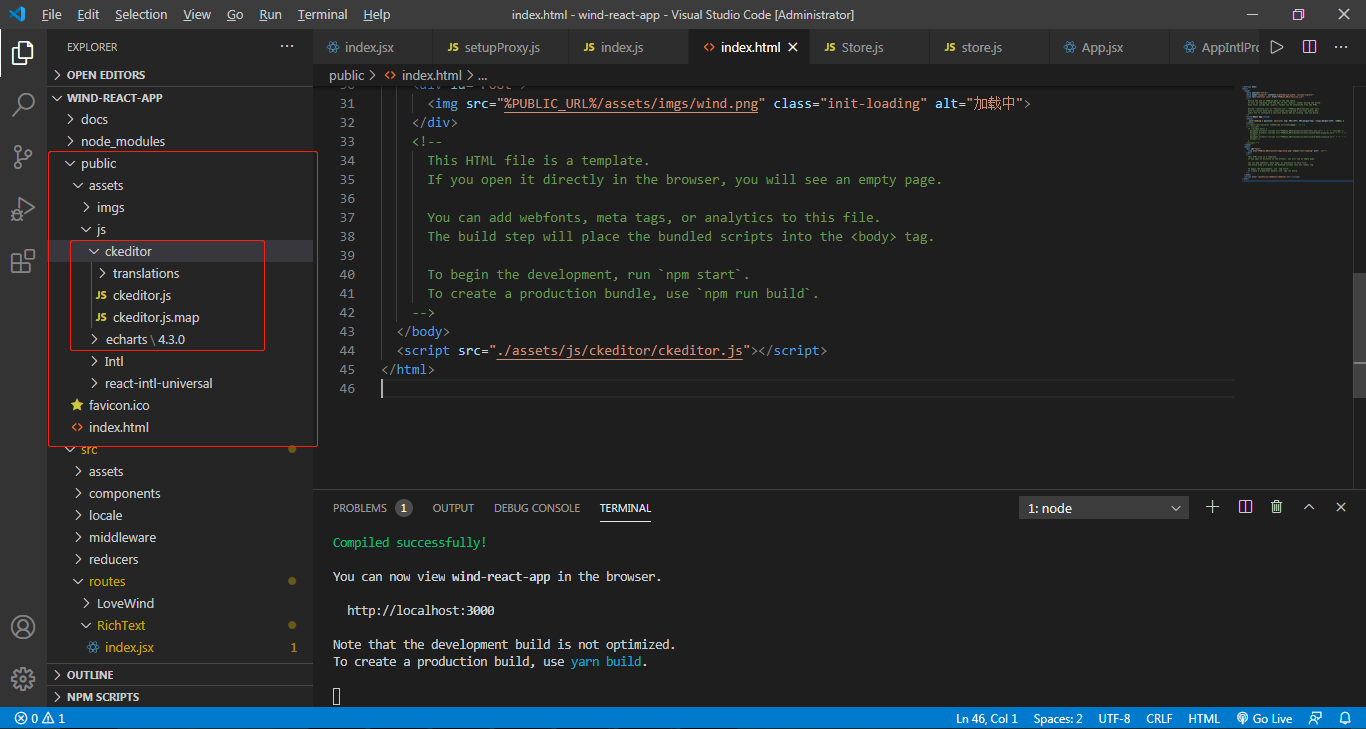 File Edit Selection View Go Run Terminal Help index.html - wind-react-app - Visual Studio Code [Administrator]
EXPLORER
OPEN EDITORS
WIND-REACT-APP
docs
node_modules
public
assets
imgs
js
ckeditor
translations
JS ckeditor.js
JS ckeditor.js.map
echarts \ 4.3.0
Intl
react-intl-universal
favicon.ico
<> index.html
src
assets
components
locale
middleware
reducers
routes
LoveWind
RichText
index.jsx 1
OUTLINE
NPM SCRIPTS
index.jsx JS setupProxy.js JS index.js <> index.html JS Store.js JS store.js App.jsx AppIntlPro
public > <> index.html > ...
31 <img src="%PUBLIC_URL%/assets/imgs/wind.png" class="init-loading" alt="加载中">
32 </div>
33 <!--
34 This HTML file is a template.
35 If you open it directly in the browser, you will see an empty page.
36
37 You can add webfonts, meta tags, or analytics to this file.
38 The build step will place the bundled scripts into the <body> tag.
39
40 To begin the development, run `npm start`.
41 To create a production bundle, use `npm run build`.
42 -->
43 </body>
44 <script src="./assets/js/ckeditor/ckeditor.js"></script>
45 </html>
46
PROBLEMS 1 OUTPUT DEBUG CONSOLE TERMINAL 1: node
Compiled successfully!
You can now view wind-react-app in the browser.
http://localhost:3000
Note that the development build is not optimized.
To create a production build, use yarn build.
0 1 Ln 46, Col 1 Spaces: 2 UTF-8 CRLF HTML Go Live